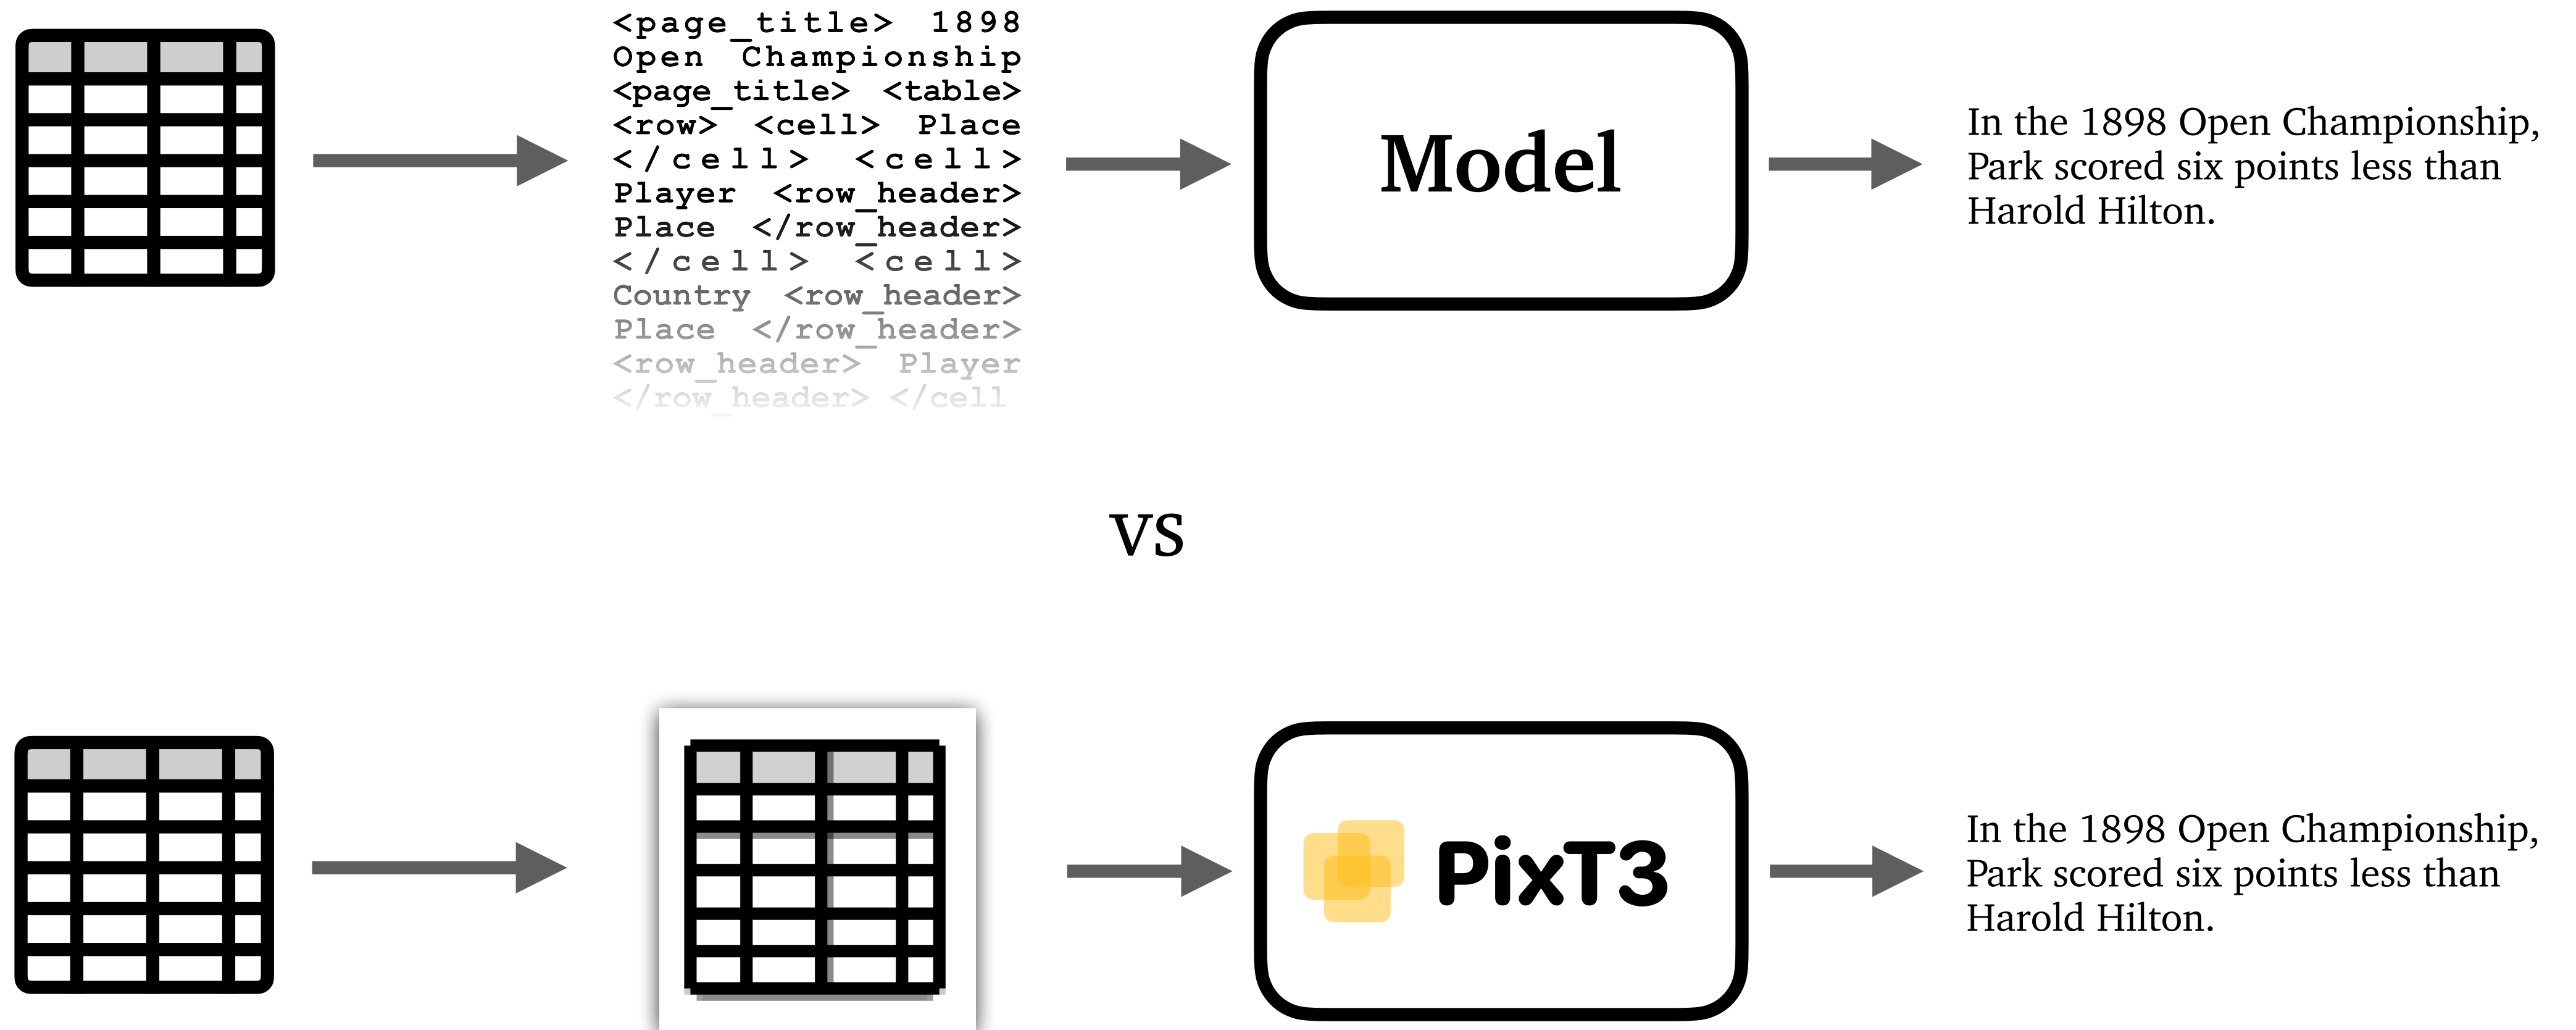 <page_title> 1898
Open Championship
<page_title> <table>
<row> <cell> Place
</cell> <cell>
Player <row_header>
Place </row_header>
</cell> <cell>
Country <row_header>
Place </row_header>
<row_header> Player
</row_header> </cell
Model
In the 1898 Open Championship,
Park scored six points less than
Harold Hilton.
vs
PixT3
In the 1898 Open Championship,
Park scored six points less than
Harold Hilton.